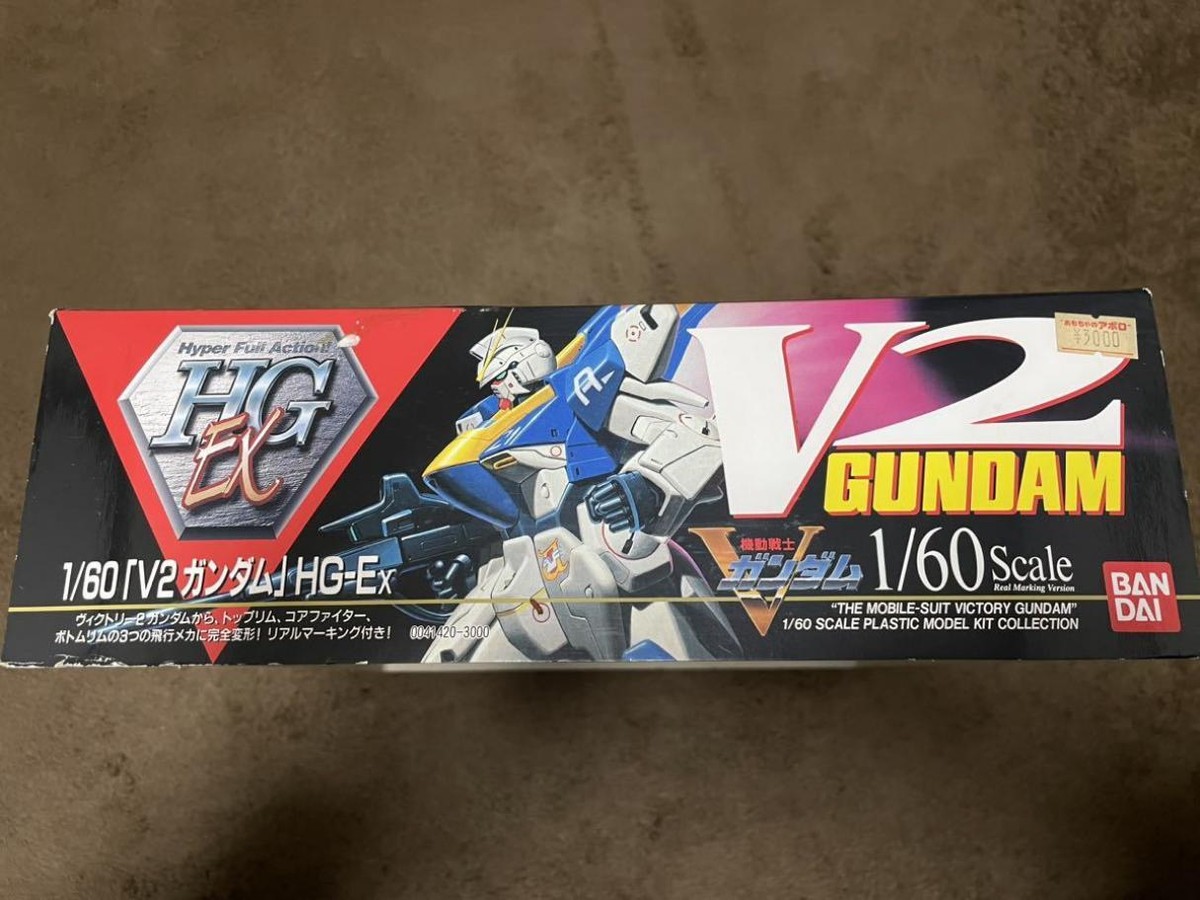 Hyper Full Action!
HG
EX
1/60「V2 ガンダム」HG-EX
ヴィクトリー2ガンダムから、トップリム、コアファイター、
ボトムリムの3つの飛行メカに完全変形!リアルマーキング付き!
0041420-3000
V2
GUNDAM
"おもちゃのアポロ"
¥3000
機動戦士
Vガンダム
1/60 Scale
Real Marking Version
"THE MOBILE-SUIT VICTORY GUNDAM"
1/60 SCALE PLASTIC MODEL KIT COLLECTION
BAN
DAI